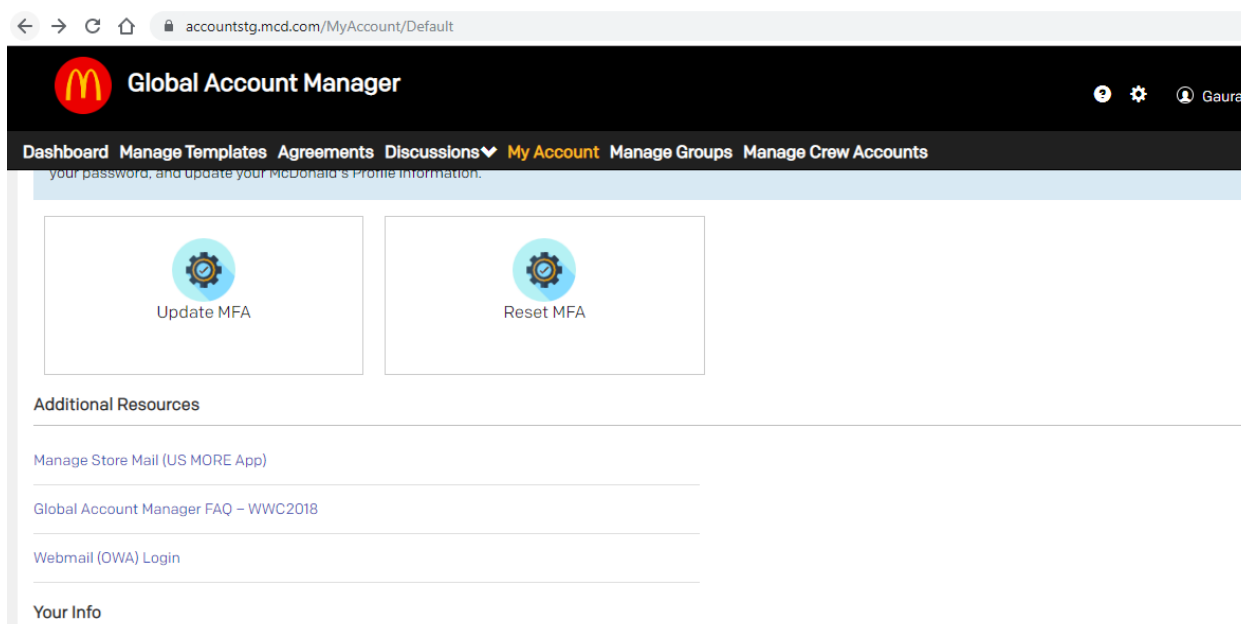 accountstg.mcd.com/MyAccount/Default
Global Account Manager
Gaura
Dashboard Manage Templates Agreements Discussions My Account Manage Groups Manage Crew Accounts
your password, and update your McDonald's Profile Information.
Update MFA Reset MFA
Additional Resources
Manage Store Mail (US MORE App)
Global Account Manager FAQ – WWC2018
Webmail (OWA) Login
Your Info